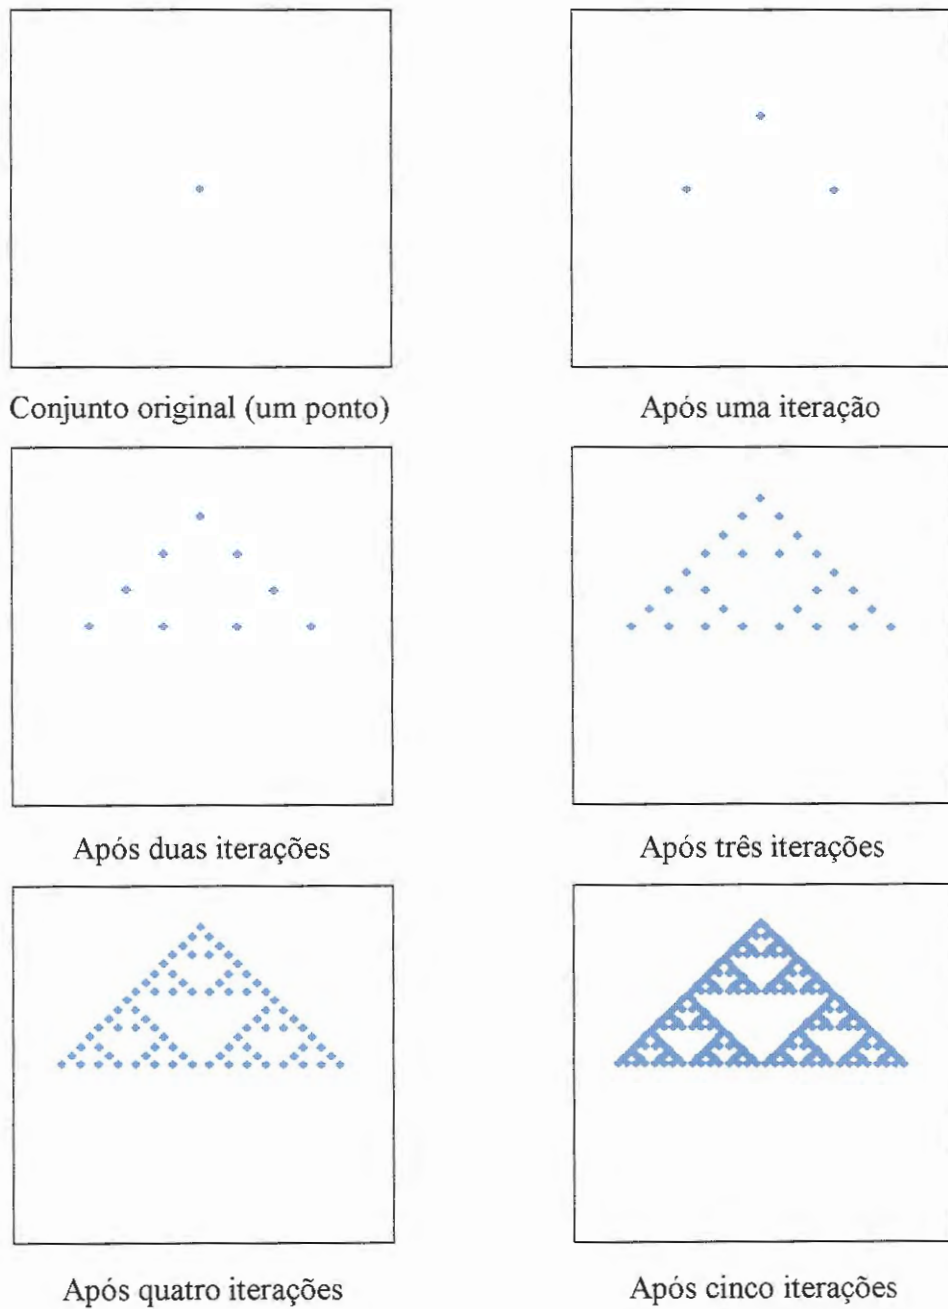 Conjunto original (um ponto)
Após uma iteração
Após duas iterações
Após três iterações
Após quatro iterações
Após cinco iterações